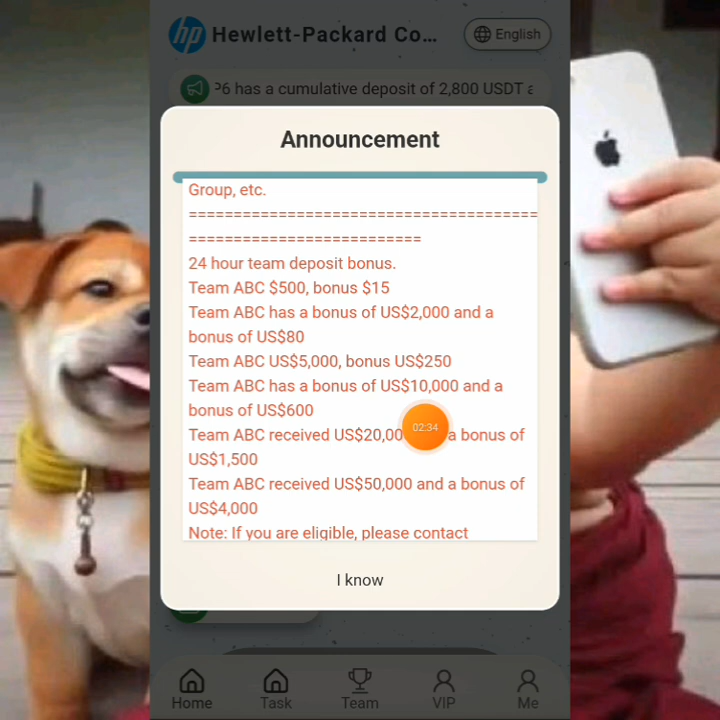 hp Hewlett-Packard Co...
English
P6 has a cumulative deposit of 2,800 USDT a
Announcement
Group, etc.
======================================
=========================
24 hour team deposit bonus.
Team ABC $500, bonus $15
Team ABC has a bonus of US$2,000 and a
bonus of US$80
Team ABC US$5,000, bonus US$250
Team ABC has a bonus of US$10,000 and a
bonus of US$600
Team ABC received US$20,00 a bonus of
US$1,500
02:34
Team ABC received US$50,000 and a bonus of
US$4,000
Note: If you are eligible, please contact
I know
Home Task Team VIP Me